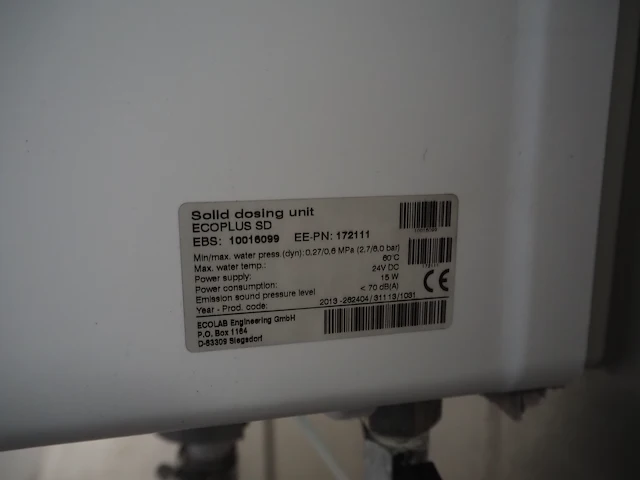 Solid dosing unit
ECOPLUS SD
EBS: 10016099 EE-PN: 172111
Min/max. water press.(dyn): 0,27/0,6 MPa (2,7/6,0 bar)
Max. water temp.: 60°C
Power supply: 24V DC
Power consumption: 15 W
Emission sound pressure level < 70 dB(A)
Year - Prod. code: 2013 -262404/31113/1031
ECOLAB Engineering GmbH
P.O. Box 1164
D-83309 Siegsdorf
CE